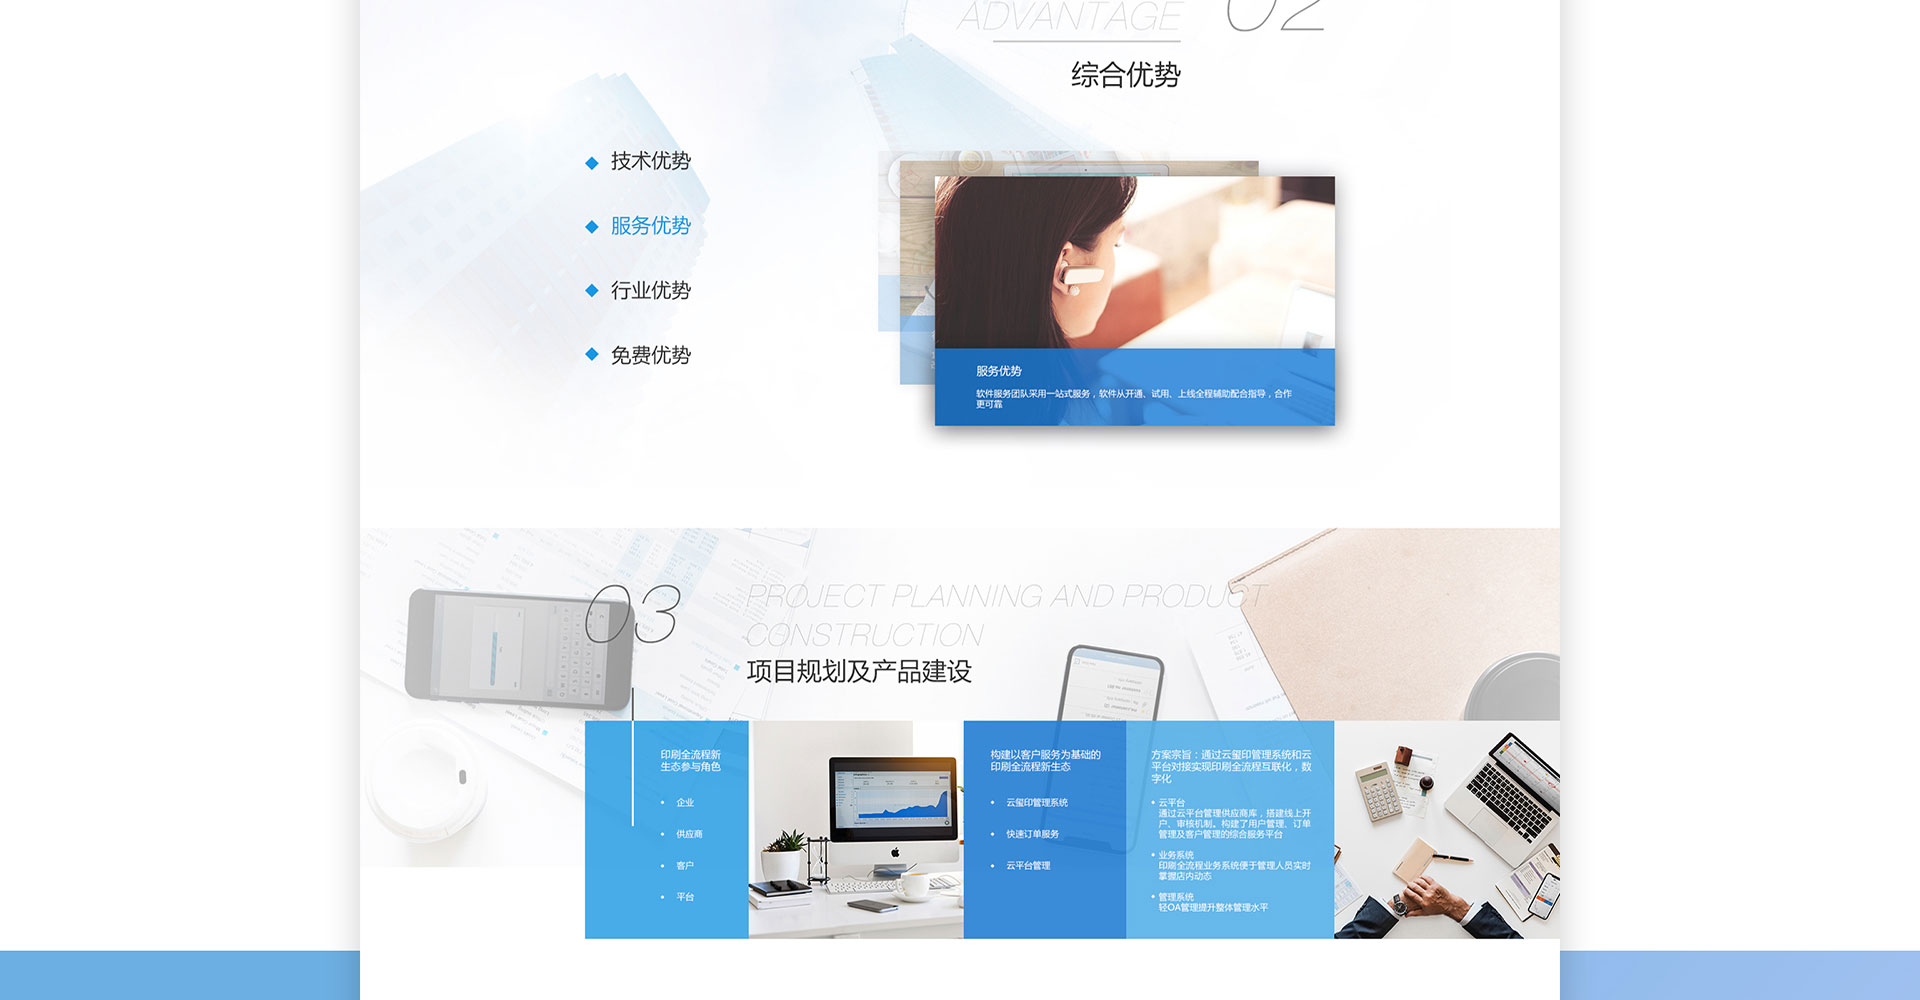 ADVANTAGE
02
综合优势
技术优势
服务优势
行业优势
免费优势
服务优势
软件服务团队采用一站式服务，软件从开通、试用、上线全程辅助配合指导，合作
更可靠
03
PROJECT PLANNING AND PRODUCT
CONSTRUCTION
项目规划及产品建设
印刷全流程新
生态参与角色
• 企业
• 供应商
• 客户
• 平台
构建以客户服务为基础的
印刷全流程新生态
• 云玺印管理系统
• 快速订单服务
• 云平台管理
方案宗旨：通过云玺印管理系统和云
平台对接实现印刷全流程互联化，数
字化
• 云平台
通过云平台管理供应商库，搭建线上开
户、审核机制。构建了用户管理、订单
管理及客户管理的综合服务平台
• 业务系统
印刷全流程业务系统便于管理人员实时
掌握店内动态
• 管理系统
轻OA管理提升整体管理水平